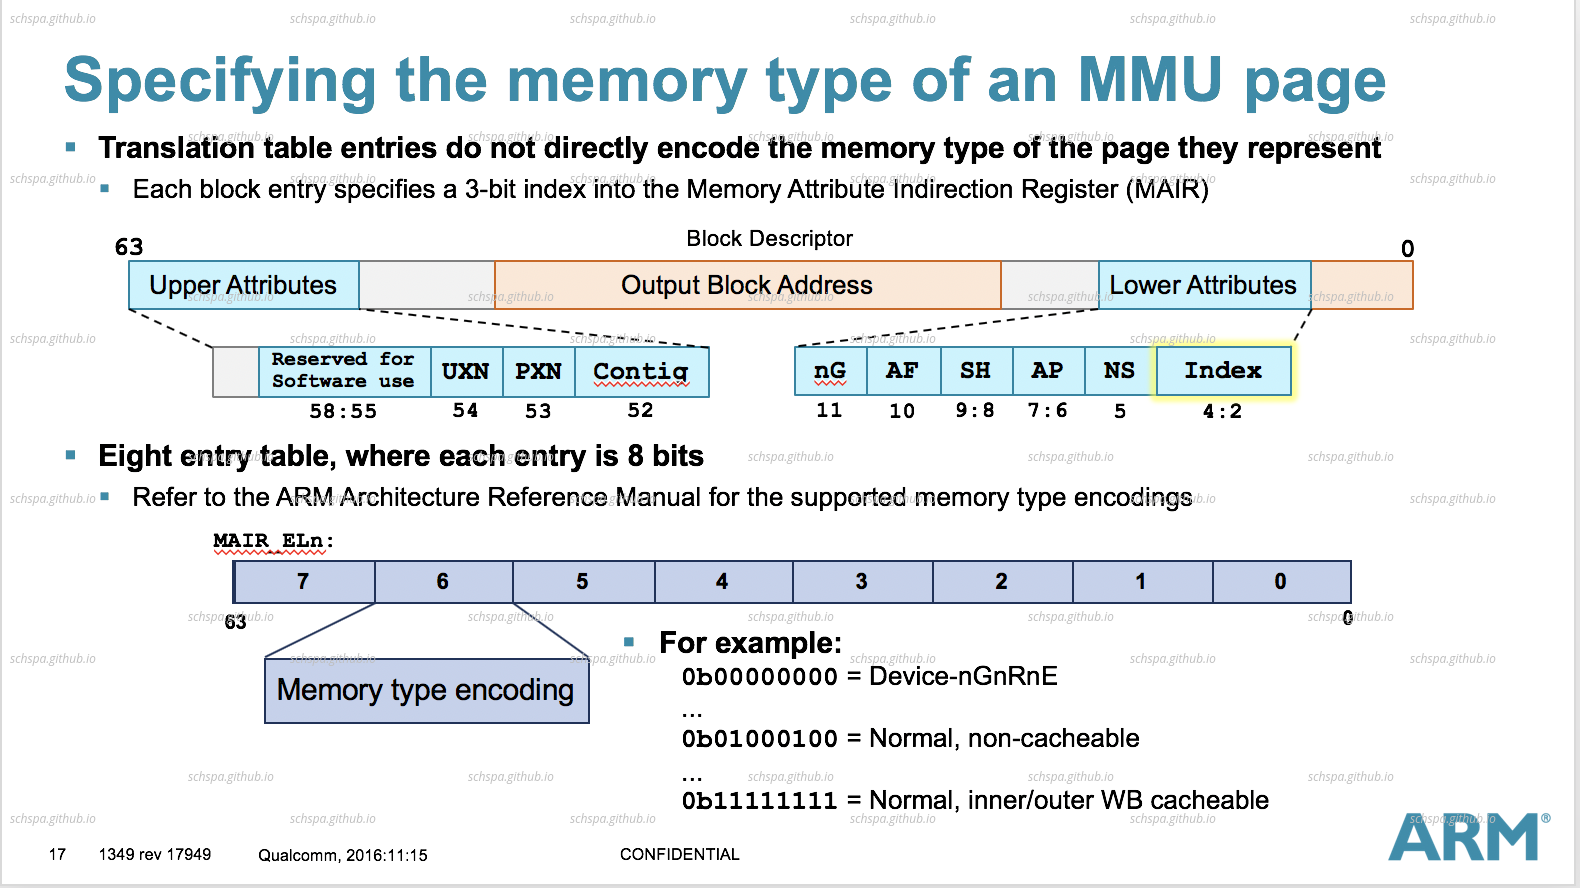 Specifying the memory type of an MMU page
Translation table entries do not directly encode the memory type of the page they represent
Each block entry specifies a 3-bit index into the Memory Attribute Indirection Register (MAIR)
Block Descriptor
63 0
Upper Attributes Output Block Address Lower Attributes
Reserved for
Software use
UXN PXN Contig nG AF SH AP NS Index
58:55 54 53 52 11 10 9:8 7:6 5 4:2
Eight entry table, where each entry is 8 bits
Refer to the ARM Architecture Reference Manual for the supported memory type encodings
MAIR_ELn:
7 6 5 4 3 2 1 0
63 0
Memory type encoding
For example:
0b00000000 = Device-nGnRnE
...
0b01000100 = Normal, non-cacheable
...
0b11111111 = Normal, inner/outer WB cacheable
17 1349 rev 17949 Qualcomm, 2016:11:15 CONFIDENTIAL
ARM®
schspa.github.io